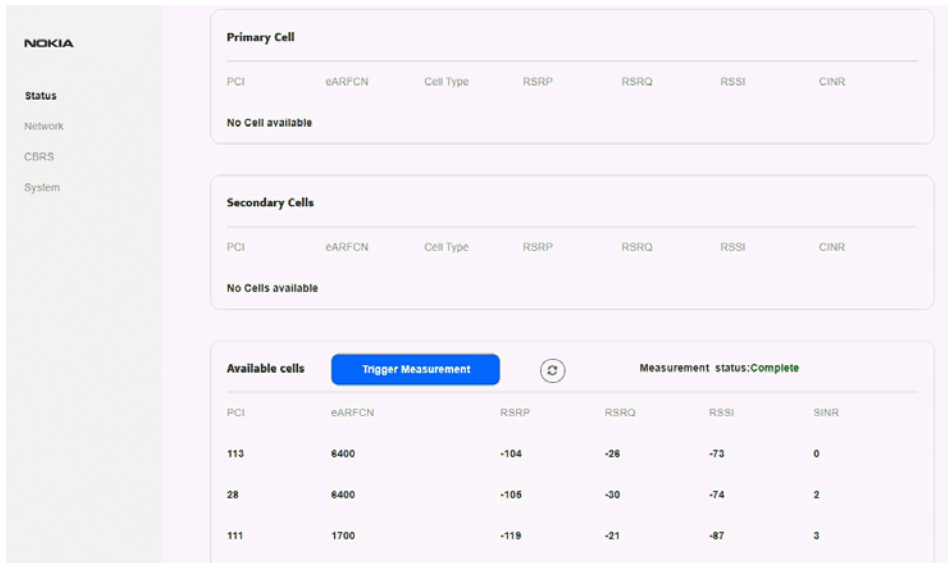 NOKIA
Status
Network
CBRS
System
Primary Cell
PCI eARFCN Cell Type RSRP RSRQ RSSI CINR
No Cell available
Secondary Cells
PCI eARFCN Cell Type RSRP RSRQ RSSI CINR
No Cells available
Available cells Trigger Measurement Measurement status:Complete
PCI eARFCN RSRP RSRQ RSSI SINR
113 6400 -104 -26 -73 0
28 6400 -105 -30 -74 2
111 1700 -119 -21 -87 3